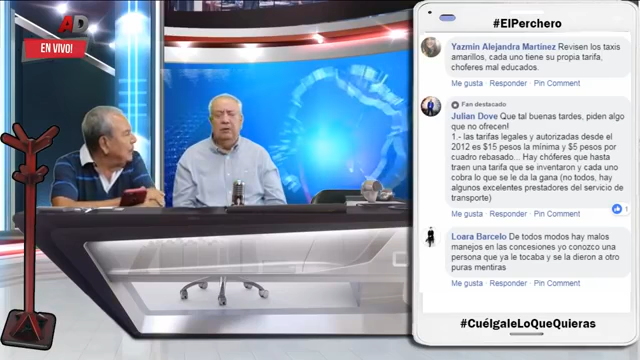 AD
EN VIVO!
#ElPerchero
Yazmin Alejandra Martínez Revisen los taxis
amarillos, cada uno tiene su propia tarifa,
choferes mal educados.
Me gusta · Responder · Pin Comment
Fan destacado
Julian Dove Que tal buenas tardes, piden algo
que no ofrecen!
1.- las tarifas legales y autorizadas desde el
2012 es $15 pesos la mínima y $5 pesos por
cuadro rebasado... Hay chóferes que hasta
traen una tarifa que se inventaron y cada uno
cobra lo que se le da la gana (no todos, hay
algunos excelentes prestadores del servicio de
transporte)
1
Me gusta · Responder · Pin Comment
Loara Barcelo De todos modos hay malos
manejos en las concesiones yo conozco una
persona que ya le tocaba y se la dieron a otro
puras mentiras
Me gusta · Responder · Pin Comment
#CuélgaleLoQueQuieras